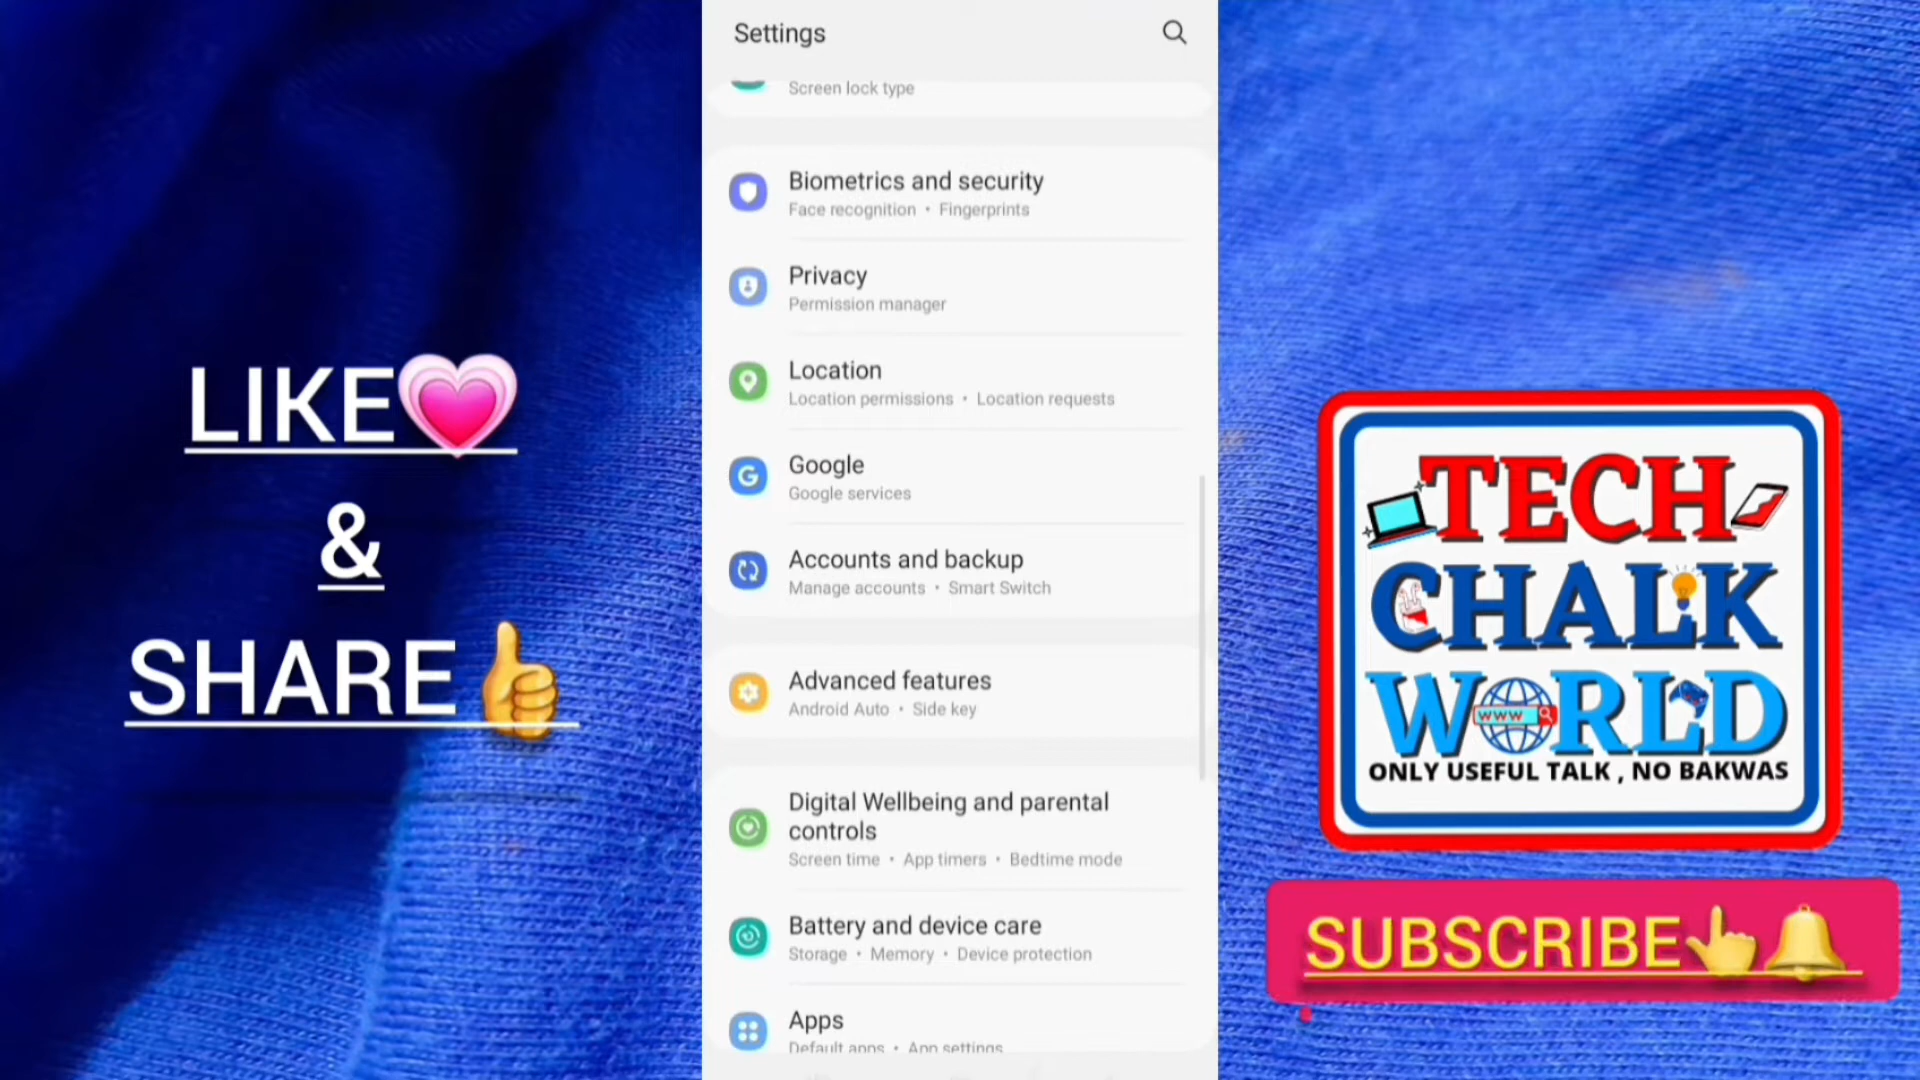 LIKE
&
SHARE
Settings
Screen lock type
Biometrics and security
Face recognition • Fingerprints
Privacy
Permission manager
Location
Location permissions • Location requests
Google
Google services
Accounts and backup
Manage accounts • Smart Switch
Advanced features
Android Auto • Side key
Digital Wellbeing and parental
controls
Screen time • App timers • Bedtime mode
Battery and device care
Storage • Memory • Device protection
Apps
Default apps • App settings
TECH
CHALK
WORLD
www
ONLY USEFUL TALK , NO BAKWAS
SUBSCRIBE